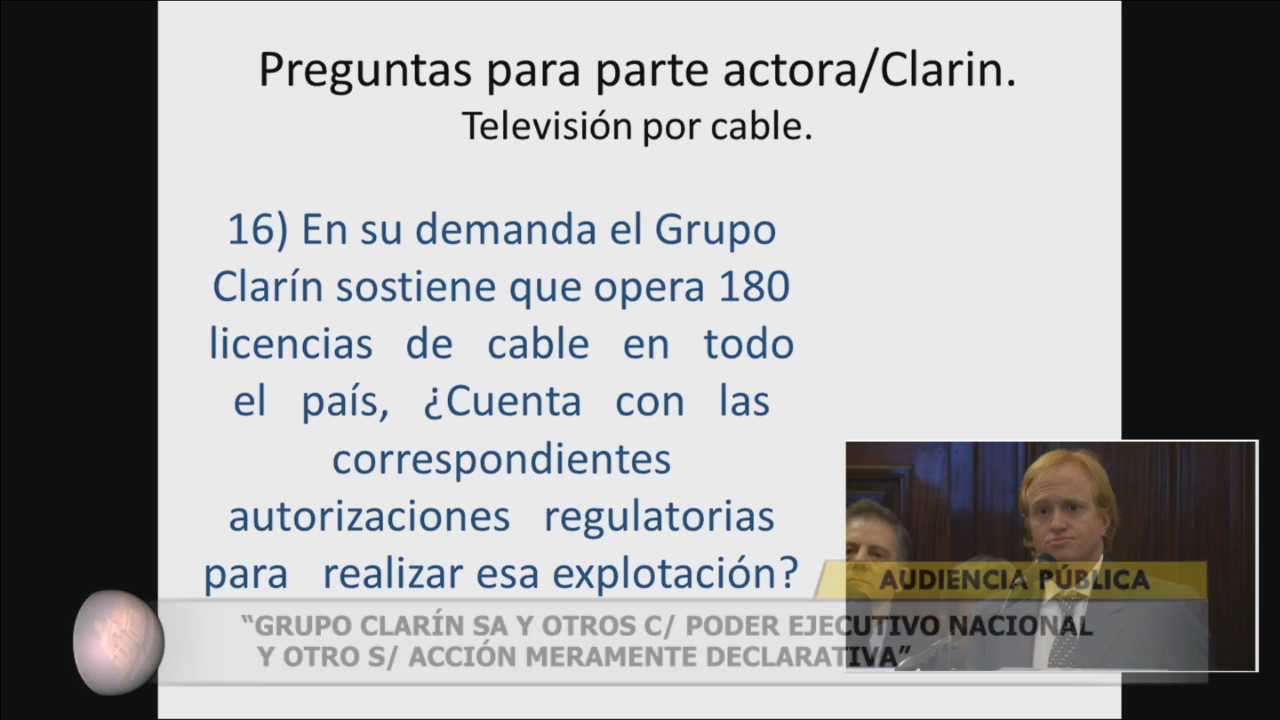 Preguntas para parte actora/Clarin.
Televisión por cable.
16) En su demanda el Grupo
Clarín sostiene que opera 180
licencias de cable en todo
el país, ¿Cuenta con las
correspondientes
autorizaciones regulatorias
para realizar esa explotación?
AUDIENCIA PÚBLICA
“GRUPO CLARÍN SA Y OTROS C/ PODER EJECUTIVO NACIONAL
Y OTRO S/ ACCIÓN MERAMENTE DECLARATIVA”